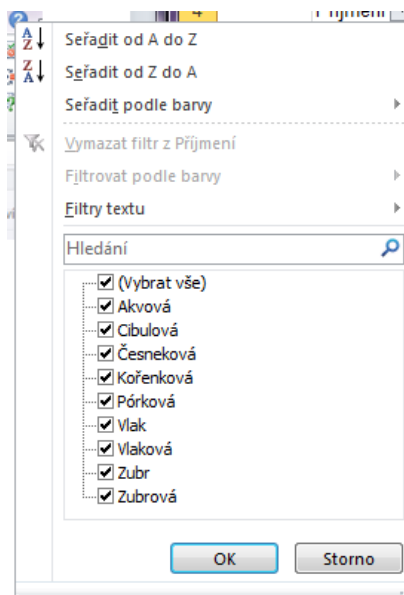 4
Příjmení
Seřadit od A do Z
Seřadit od Z do A
Seřadit podle barvy
Vymazat filtr z Příjmení
Filtrovat podle barvy
Filtry textu
Hledání
(Vybrat vše)
Akvová
Cibulová
Česneková
Kořenková
Pórková
Vlak
Vlaková
Zubr
Zubrová
OK Storno